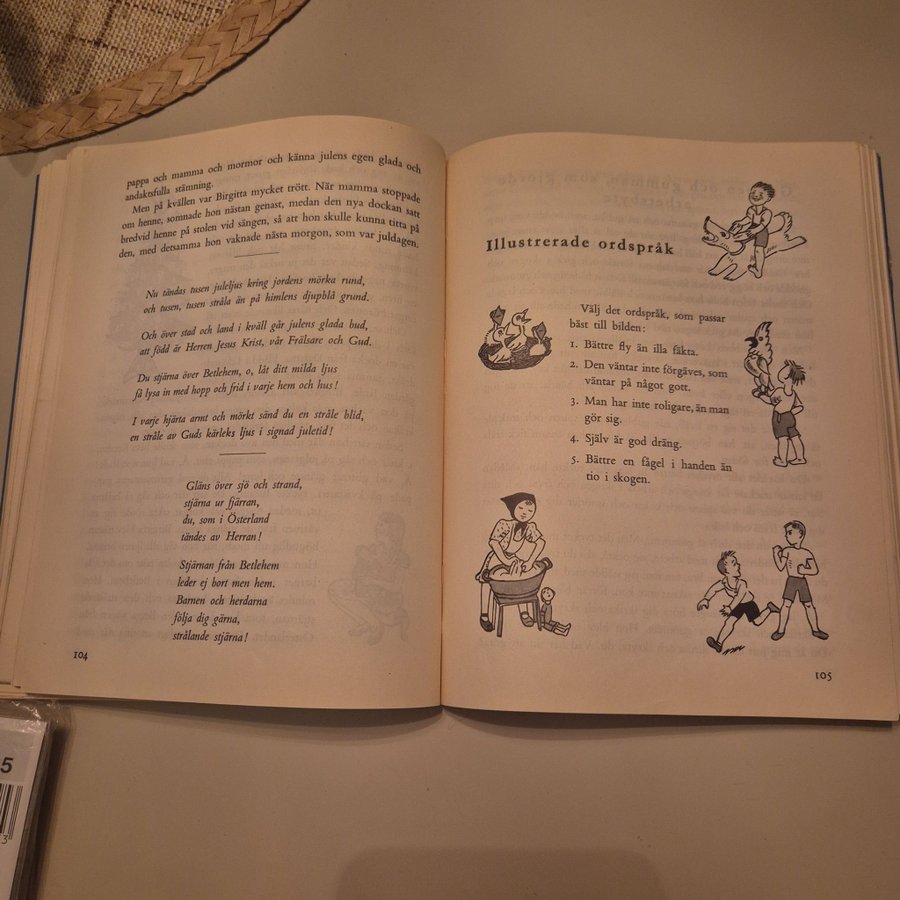 pappa och mamma och mormor och känna julens egen glada och
andaktsfulla stämning.
Men på kvällen var Birgitta mycket trött. När mamma stoppade
om henne, somnade hon nästan genast, medan den nya dockan satt
bredvid henne på stolen vid sängen, så att hon skulle kunna titta på
den, med detsamma hon vaknade nästa morgon, som var juldagen.
Nu tändas tusen juleljus kring jordens mörka rund,
och tusen, tusen stråla än på himlens djupblå grund.
Och över stad och land i kväll går julens glada bud,
att född är Herren Jesus Krist, vår Frälsare och Gud.
Du stjärna över Betlehem, o, låt ditt milda ljus
få lysa in med hopp och frid i varje hem och hus!
I varje hjärta armt och mörkt sänd du en stråle blid,
en stråle av Guds kärleks ljus i signad juletid!
Gläns över sjö och strand,
stjärna ur fjärran,
du, som i Österland
tändes av Herran!
Stjärnan från Betlehem
leder ej bort men hem.
Barnen och herdarna
följa dig gärna,
strålande stjärna!
104
Illustrerade ordspråk
Välj det ordspråk, som passar
bäst till bilden:
1. Bättre fly än illa fäkta.
2. Den väntar inte förgäves, som
väntar på något gott.
3. Man har inte roligare, än man
gör sig.
4. Själv är god dräng.
5. Bättre en fågel i handen än
tio i skogen.
105
5
3